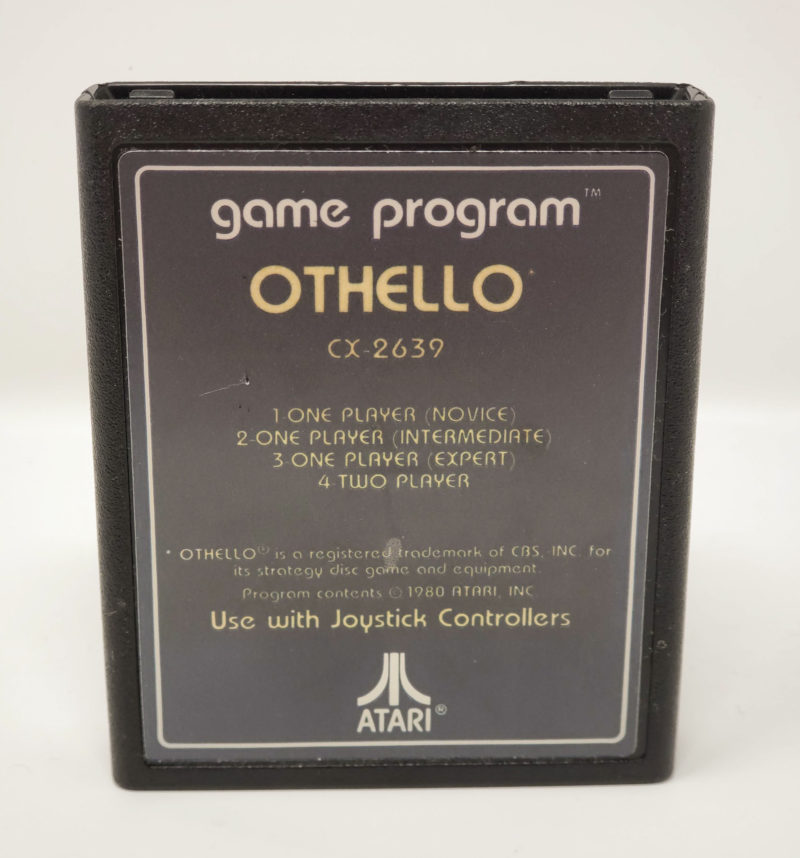 game program™
OTHELLO*
CX-2639
1-ONE PLAYER (NOVICE)
2-ONE PLAYER (INTERMEDIATE)
3-ONE PLAYER (EXPERT)
4-TWO PLAYER
* OTHELLO® is a registered trademark of CBS, INC. for
its strategy disc game and equipment.
Program contents © 1980 ATARI, INC.
Use with Joystick Controllers
ATARI®